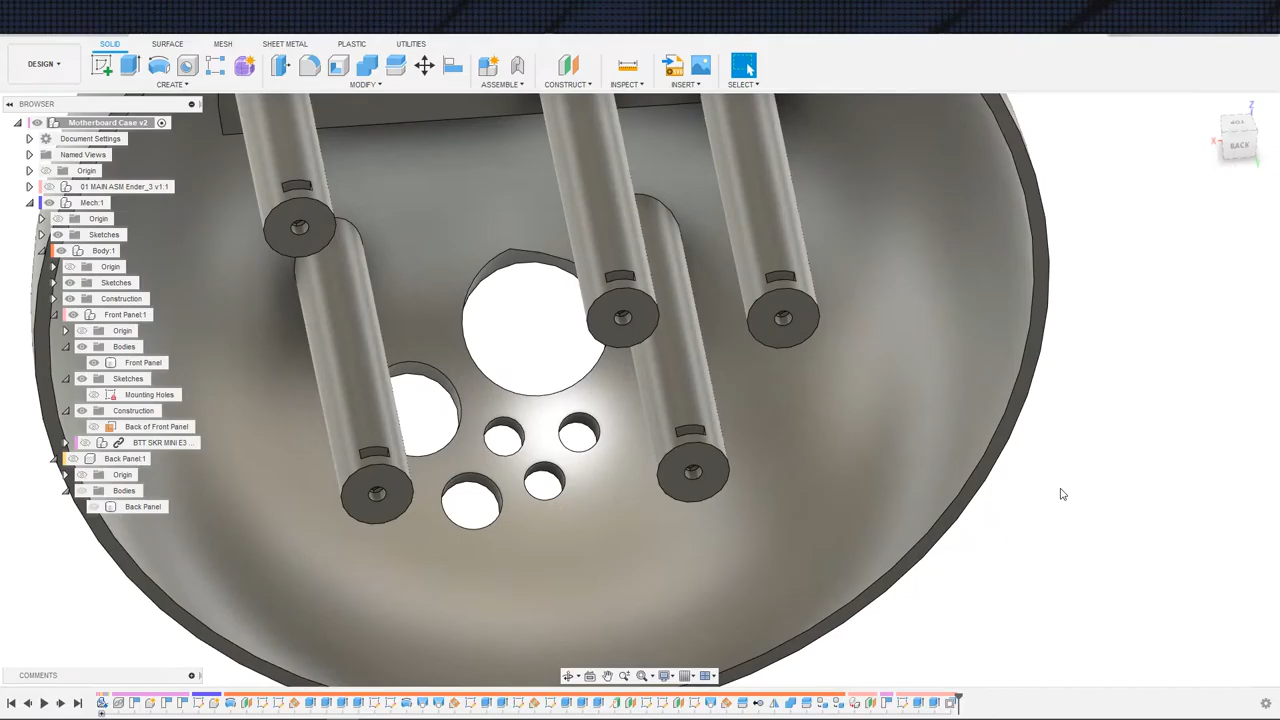 SOLID SURFACE MESH SHEET METAL PLASTIC UTILITIES
DESIGN
CREATE MODIFY ASSEMBLE CONSTRUCT INSPECT INSERT SELECT
BROWSER
Motherboard Case v2
Document Settings
Named Views
Origin
01 MAIN ASM Ender_3 v1:1
Mech:1
Origin
Sketches
Body:1
Origin
Sketches
Construction
Front Panel:1
Origin
Bodies
Front Panel
Sketches
Mounting Holes
Construction
Back of Front Panel
BTT SKR MINI E3 ...
Back Panel:1
Origin
Bodies
Back Panel
Z
TOP
X
BACK
COMMENTS